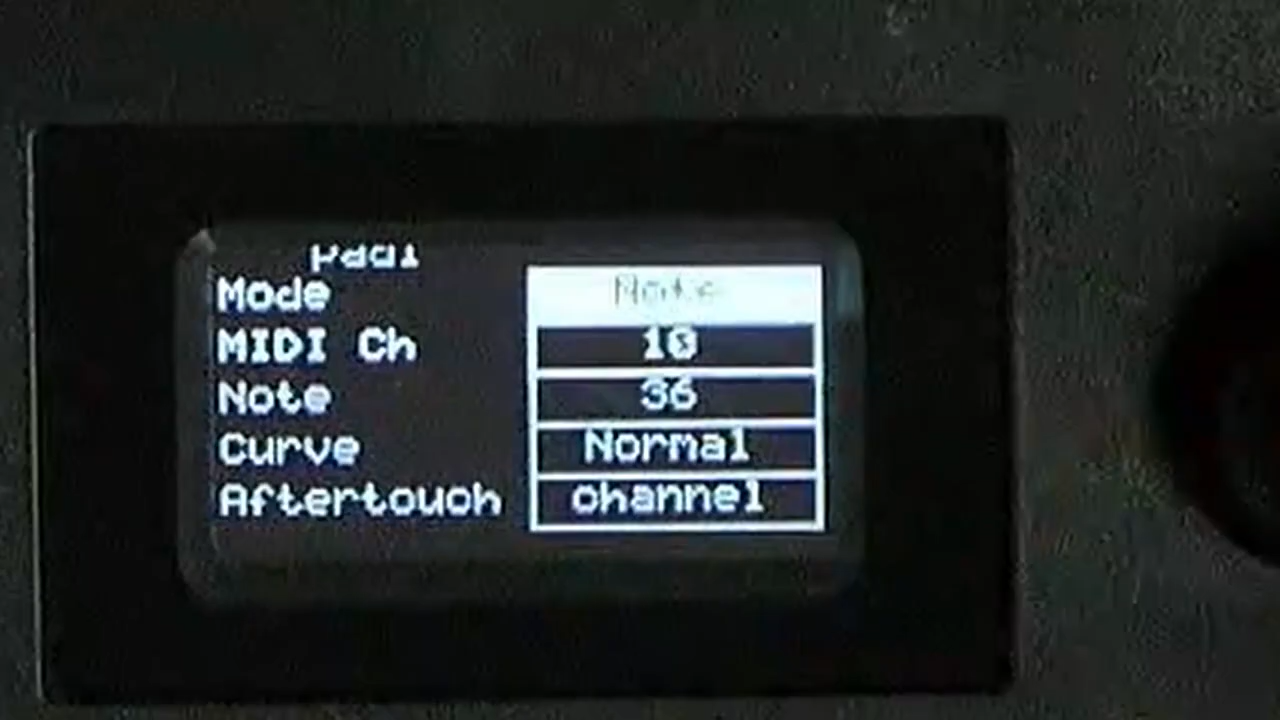 pad1
Mode Note
MIDI Ch 10
Note 36
Curve Normal
Aftertouch channel